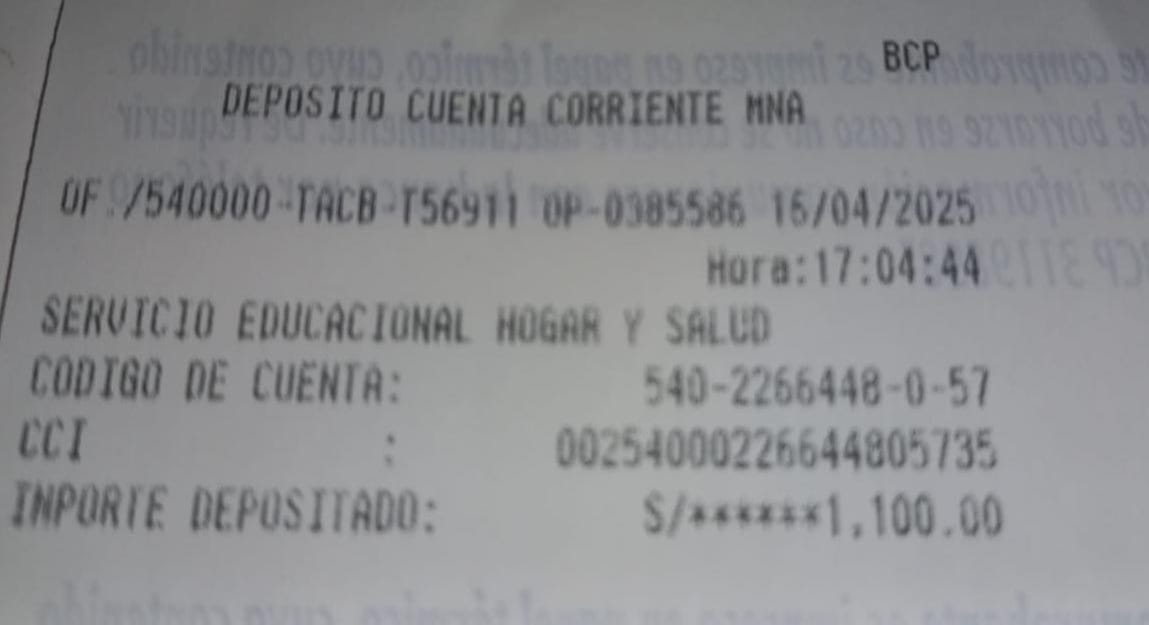 BCP
DEPOSITO CUENTA CORRIENTE MNA
OF./540000-TACB-T56911 OP-0385586 16/04/2025
Hora:17:04:44
SERVICIO EDUCACIONAL HOGAR Y SALUD
CODIGO DE CUENTA: 540-2266448-0-57
CCI : 00254000226644805735
IMPORTE DEPOSITADO: S/******1,100.00